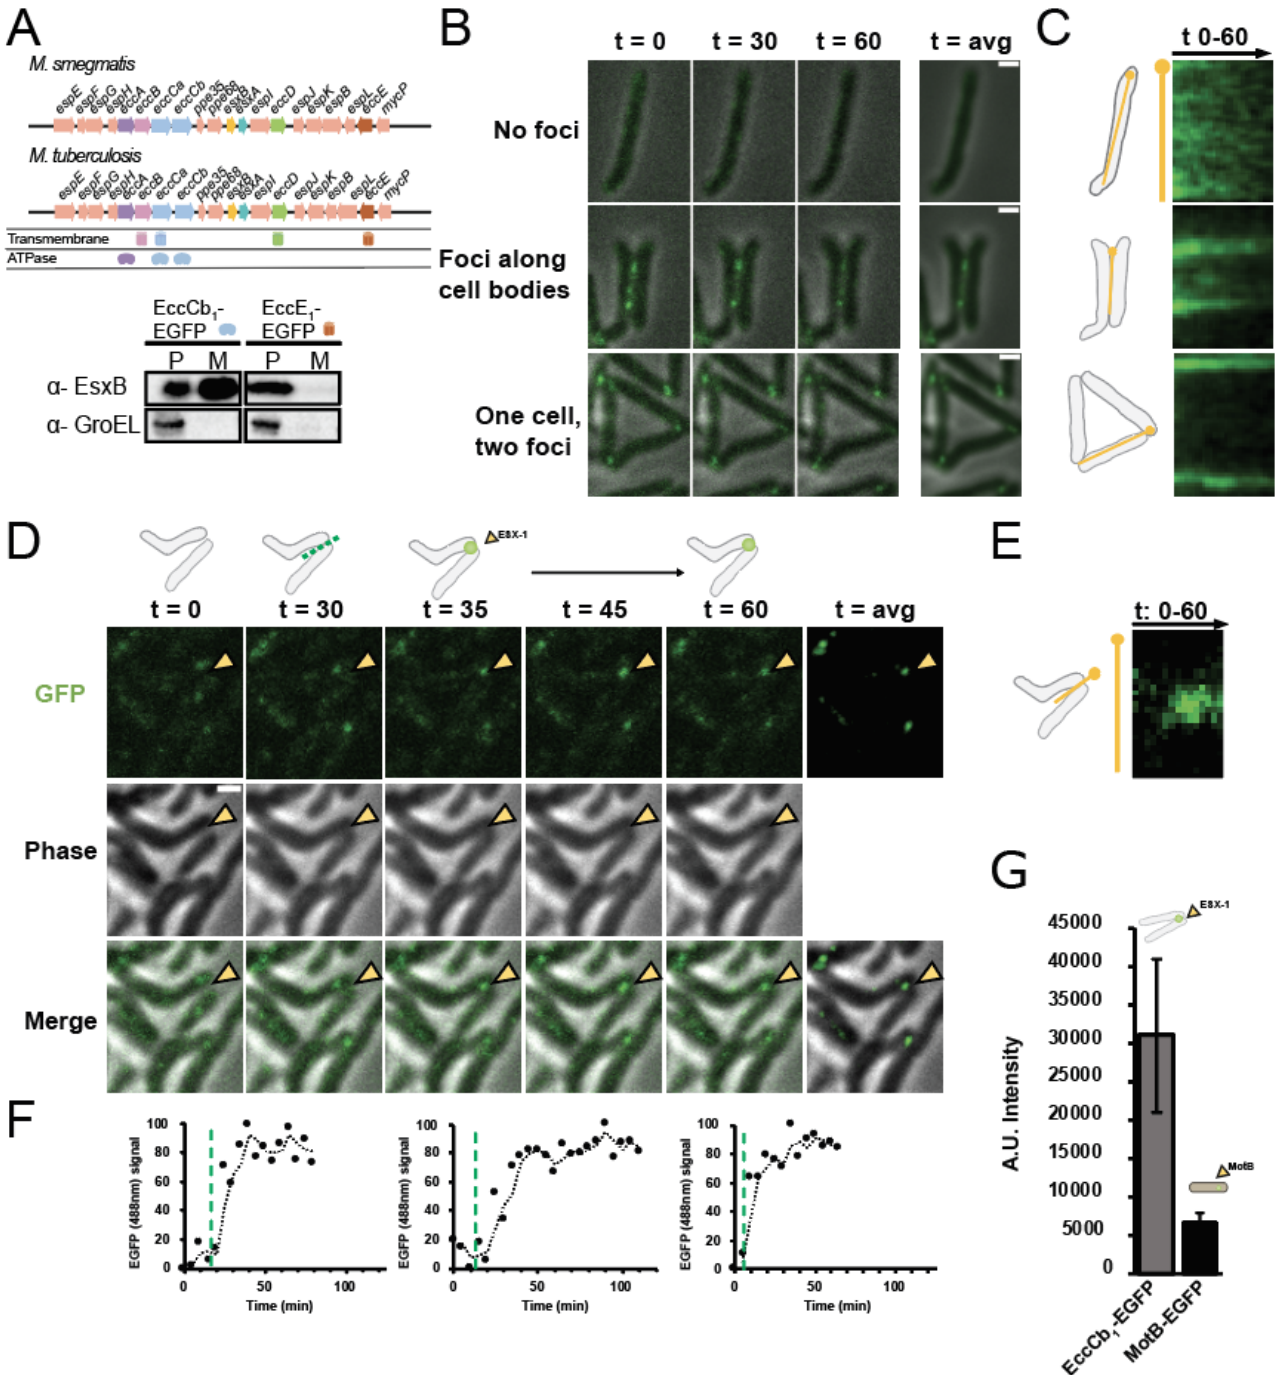 A
M. smegmatis
espE espF espG espH eccA eccB eccCa eccCb ppe35 ppe68 esxB esxA espI eccD espJ espK espB espL eccE mycP
M. tuberculosis
espE espF espG espH eccA eccB eccCa eccCb ppe35 ppe68 esxB esxA espI eccD espJ espK espB espL eccE mycP
Transmembrane
ATPase
EccCb1-
EGFP
EccE1-
EGFP
P M P M
α- EsxB
α- GroEL
B
t = 0 t = 30 t = 60 t = avg
No foci
Foci along
cell bodies
One cell,
two foci
C
t 0-60
D
ESX-1
t = 0 t = 30 t = 35 t = 45 t = 60 t = avg
GFP
Phase
Merge
E
t: 0-60
F
EGFP (488nm) signal
100
80
60
40
20
0
0 50 100
Time (min)
EGFP (488nm) signal
100
80
60
40
20
0
0 50 100
Time (min)
EGFP (488nm) signal
100
80
60
40
20
0
0 50 100
Time (min)
G
ESX-1
MotB
A.U. Intensity
45000
40000
35000
30000
25000
20000
15000
10000
5000
0
EccCb1-EGFP
MotB-EGFP